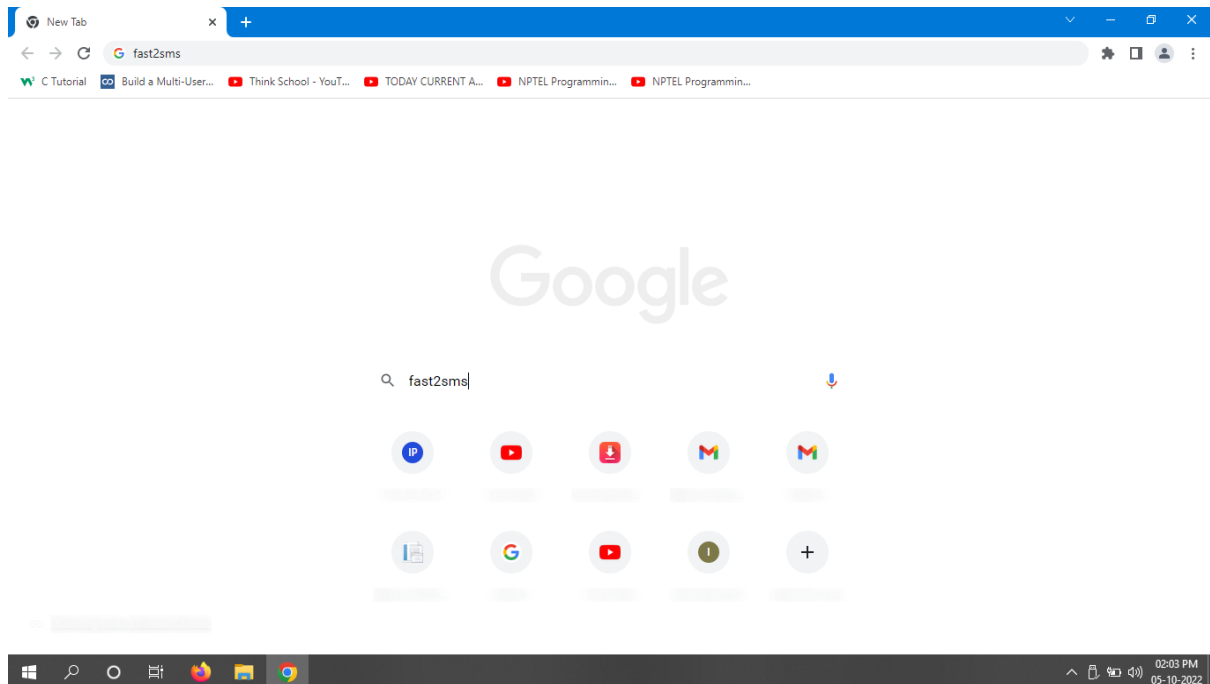 New Tab
fast2sms
C Tutorial Build a Multi-User... Think School - YouT... TODAY CURRENT A... NPTEL Programmin... NPTEL Programmin...
Google
fast2sms
IP
I
02:03 PM
05-10-2022